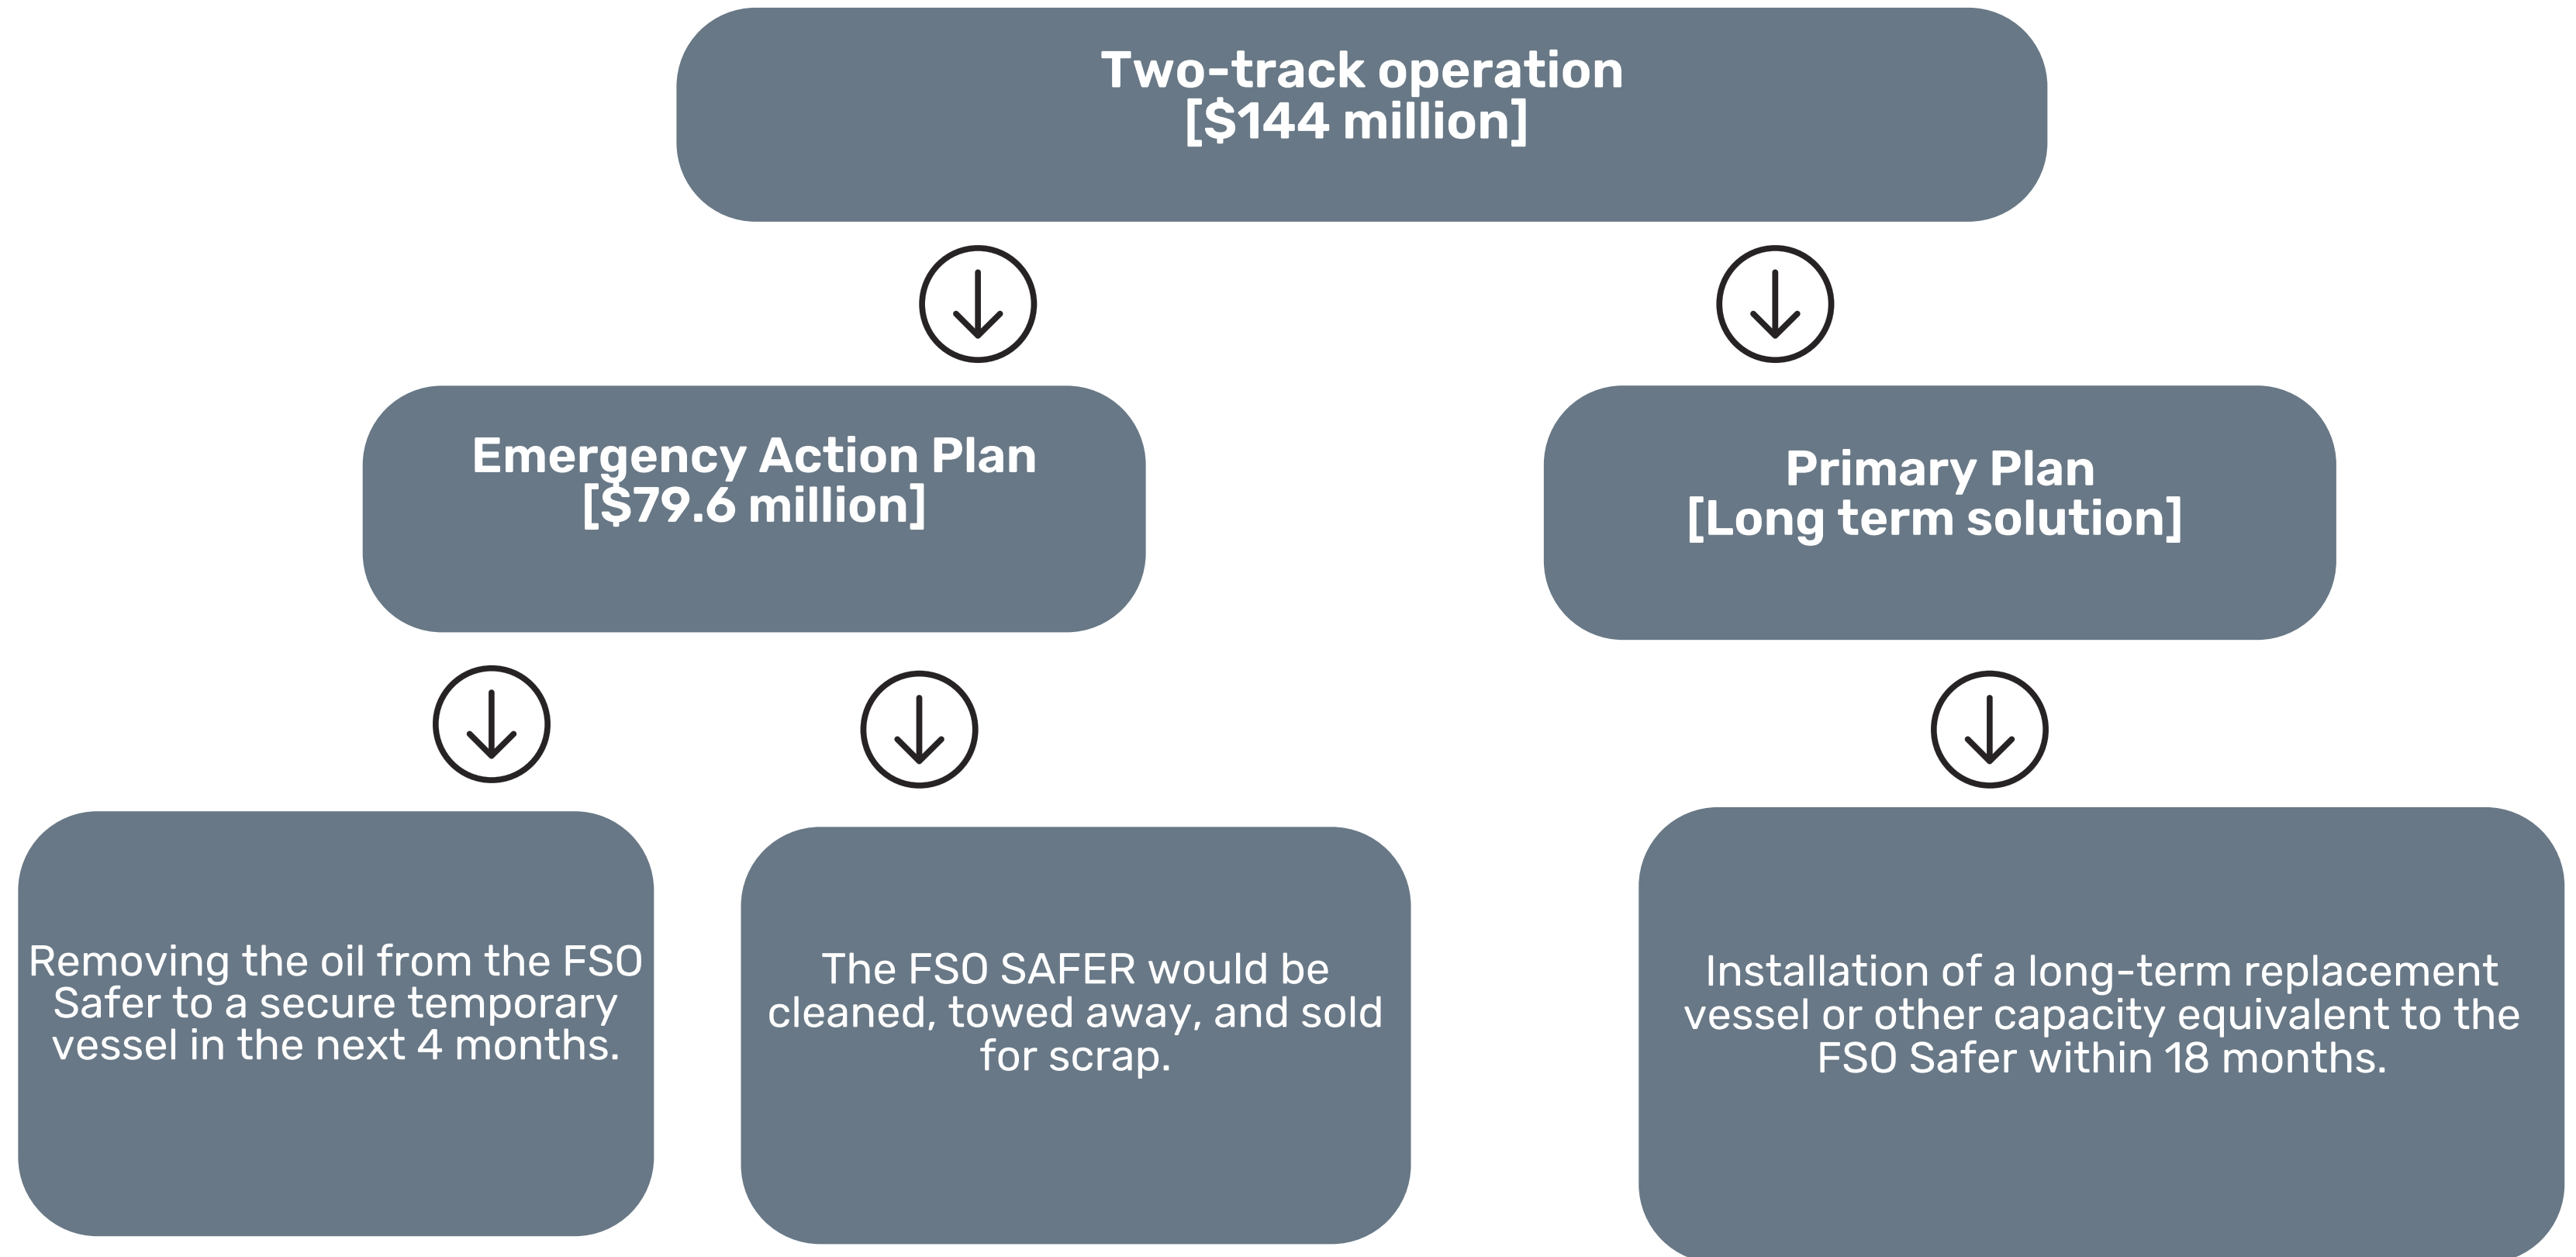 Two-track operation
[$144 million]
Emergency Action Plan
[$79.6 million]
Primary Plan
[Long term solution]
Removing the oil from the FSO
Safer to a secure temporary
vessel in the next 4 months.
The FSO SAFER would be
cleaned, towed away, and sold
for scrap.
Installation of a long-term replacement
vessel or other capacity equivalent to the
FSO Safer within 18 months.